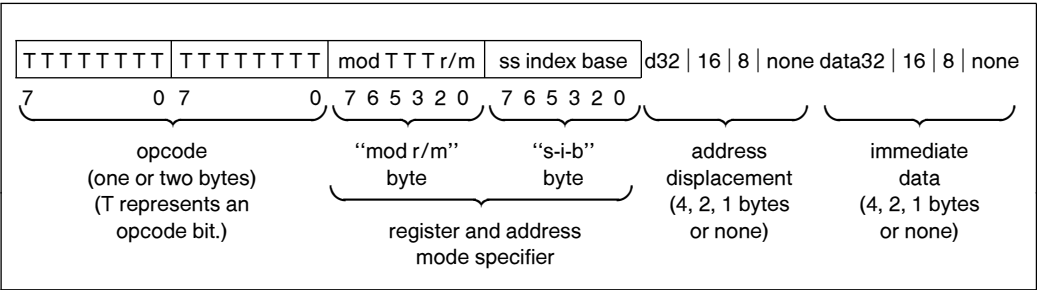 T T T T T T T T T T T T T T T T mod T T T r/m ss index base d32 | 16 | 8 | none data32 | 16 | 8 | none
7 0 7 0 7 6 5 3 2 0 7 6 5 3 2 0
opcode
(one or two bytes)
(T represents an
opcode bit.)
“mod r/m”
byte
“s-i-b”
byte
register and address
mode specifier
address
displacement
(4, 2, 1 bytes
or none)
immediate
data
(4, 2, 1 bytes
or none)